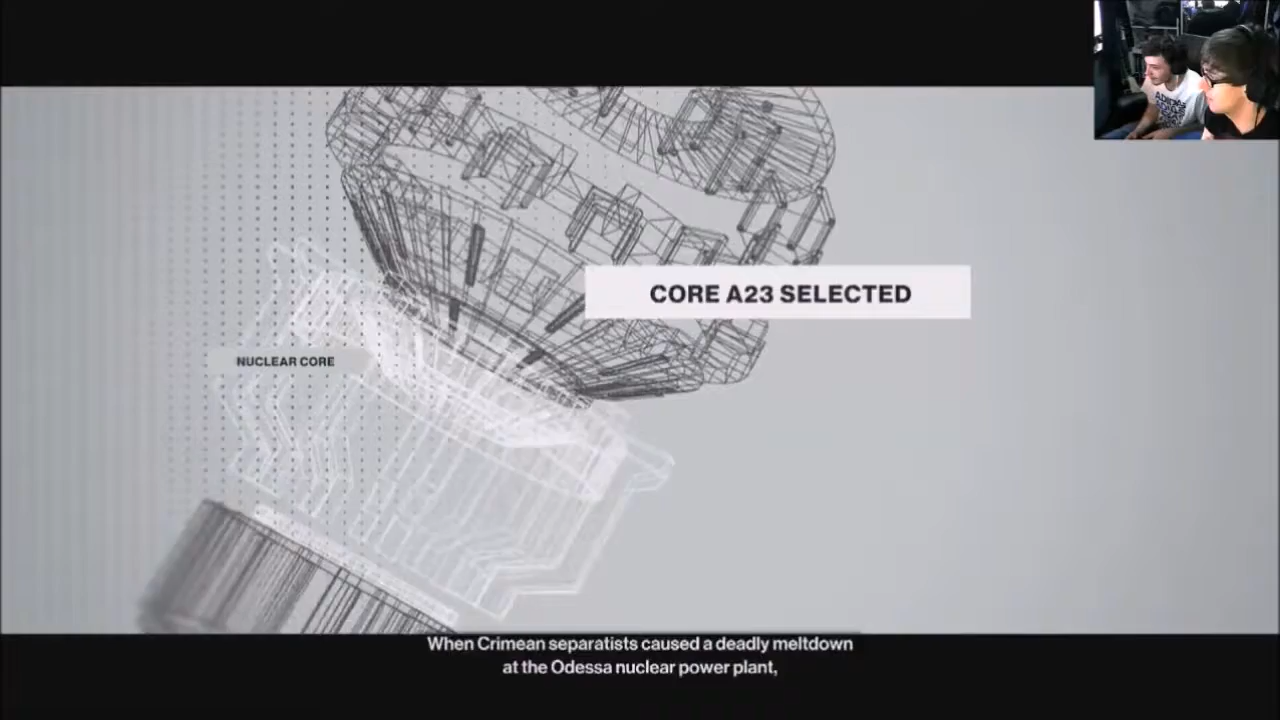 CORE A23 SELECTED
NUCLEAR CORE
When Crimean separatists caused a deadly meltdown
at the Odessa nuclear power plant,